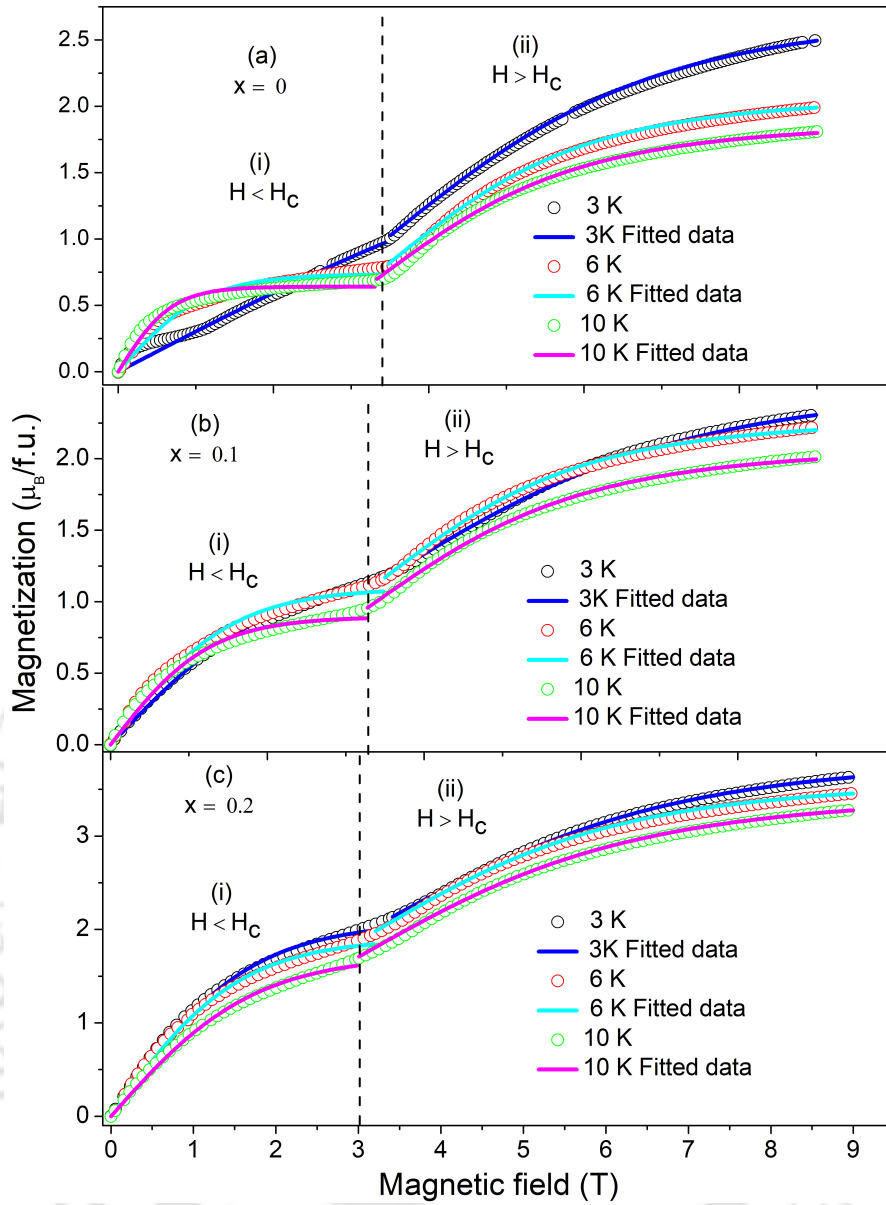 Magnetization (μB/f.u.)
2.5
2.0
1.5
1.0
0.5
0.0
(a)
x = 0
(i)
H < HC
(ii)
H > HC
3 K
3K Fitted data
6 K
6 K Fitted data
10 K
10 K Fitted data
2.0
1.5
1.0
0.5
0.0
(b)
x = 0.1
(i)
H < HC
(ii)
H > HC
3 K
3K Fitted data
6 K
6 K Fitted data
10 K
10 K Fitted data
3
2
1
0
(c)
x = 0.2
(i)
H < HC
(ii)
H > HC
3 K
3K Fitted data
6 K
6 K Fitted data
10 K
10 K Fitted data
0 1 2 3 4 5 6 7 8 9
Magnetic field (T)